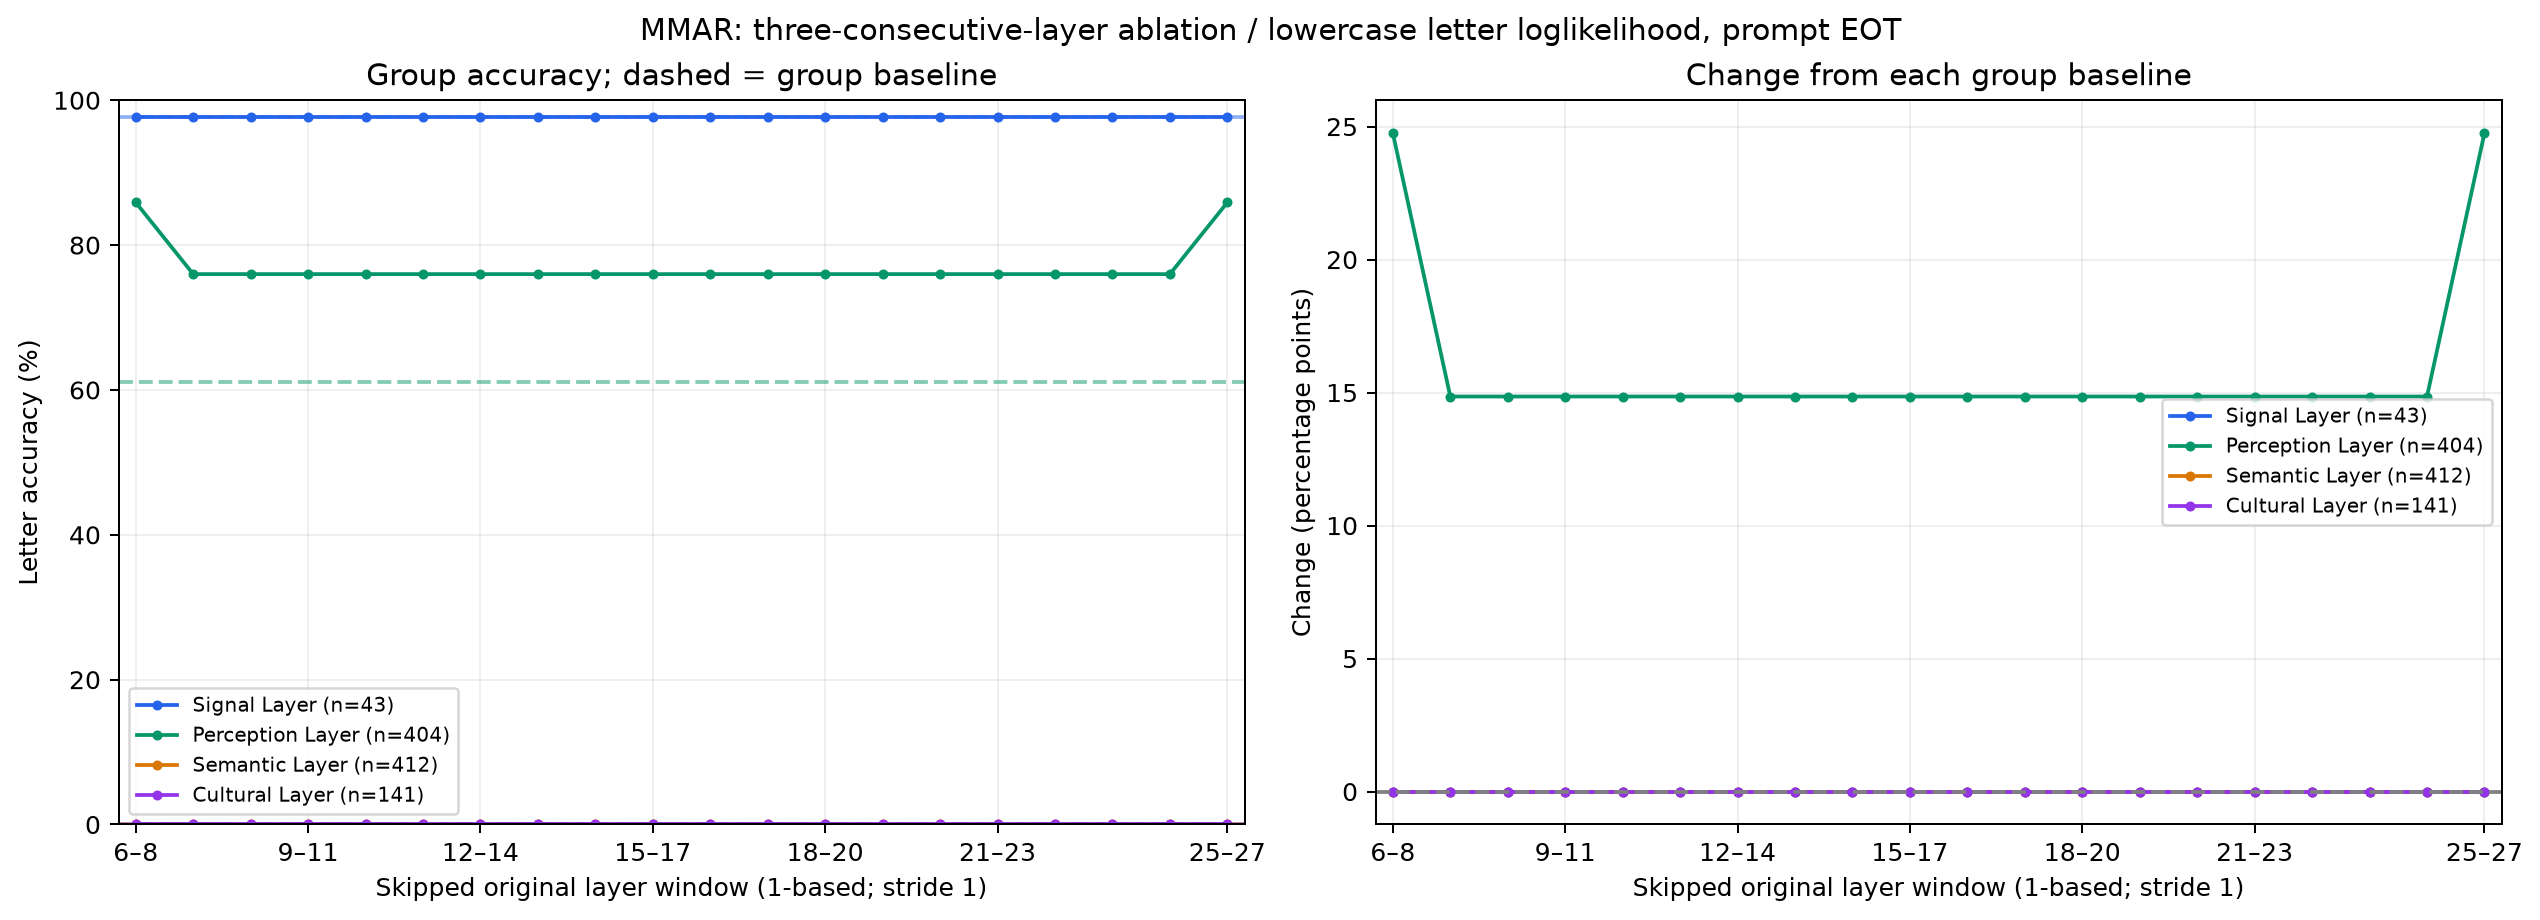 MMAR: three-consecutive-layer ablation / lowercase letter loglikelihood, prompt EOT
Group accuracy; dashed = group baseline
Letter accuracy (%)
100
80
60
40
20
0
Signal Layer (n=43)
Perception Layer (n=404)
Semantic Layer (n=412)
Cultural Layer (n=141)
6–8 9–11 12–14 15–17 18–20 21–23 25–27
Skipped original layer window (1-based; stride 1)
Change from each group baseline
Change (percentage points)
25
20
15
10
5
0
Signal Layer (n=43)
Perception Layer (n=404)
Semantic Layer (n=412)
Cultural Layer (n=141)
6–8 9–11 12–14 15–17 18–20 21–23 25–27
Skipped original layer window (1-based; stride 1)